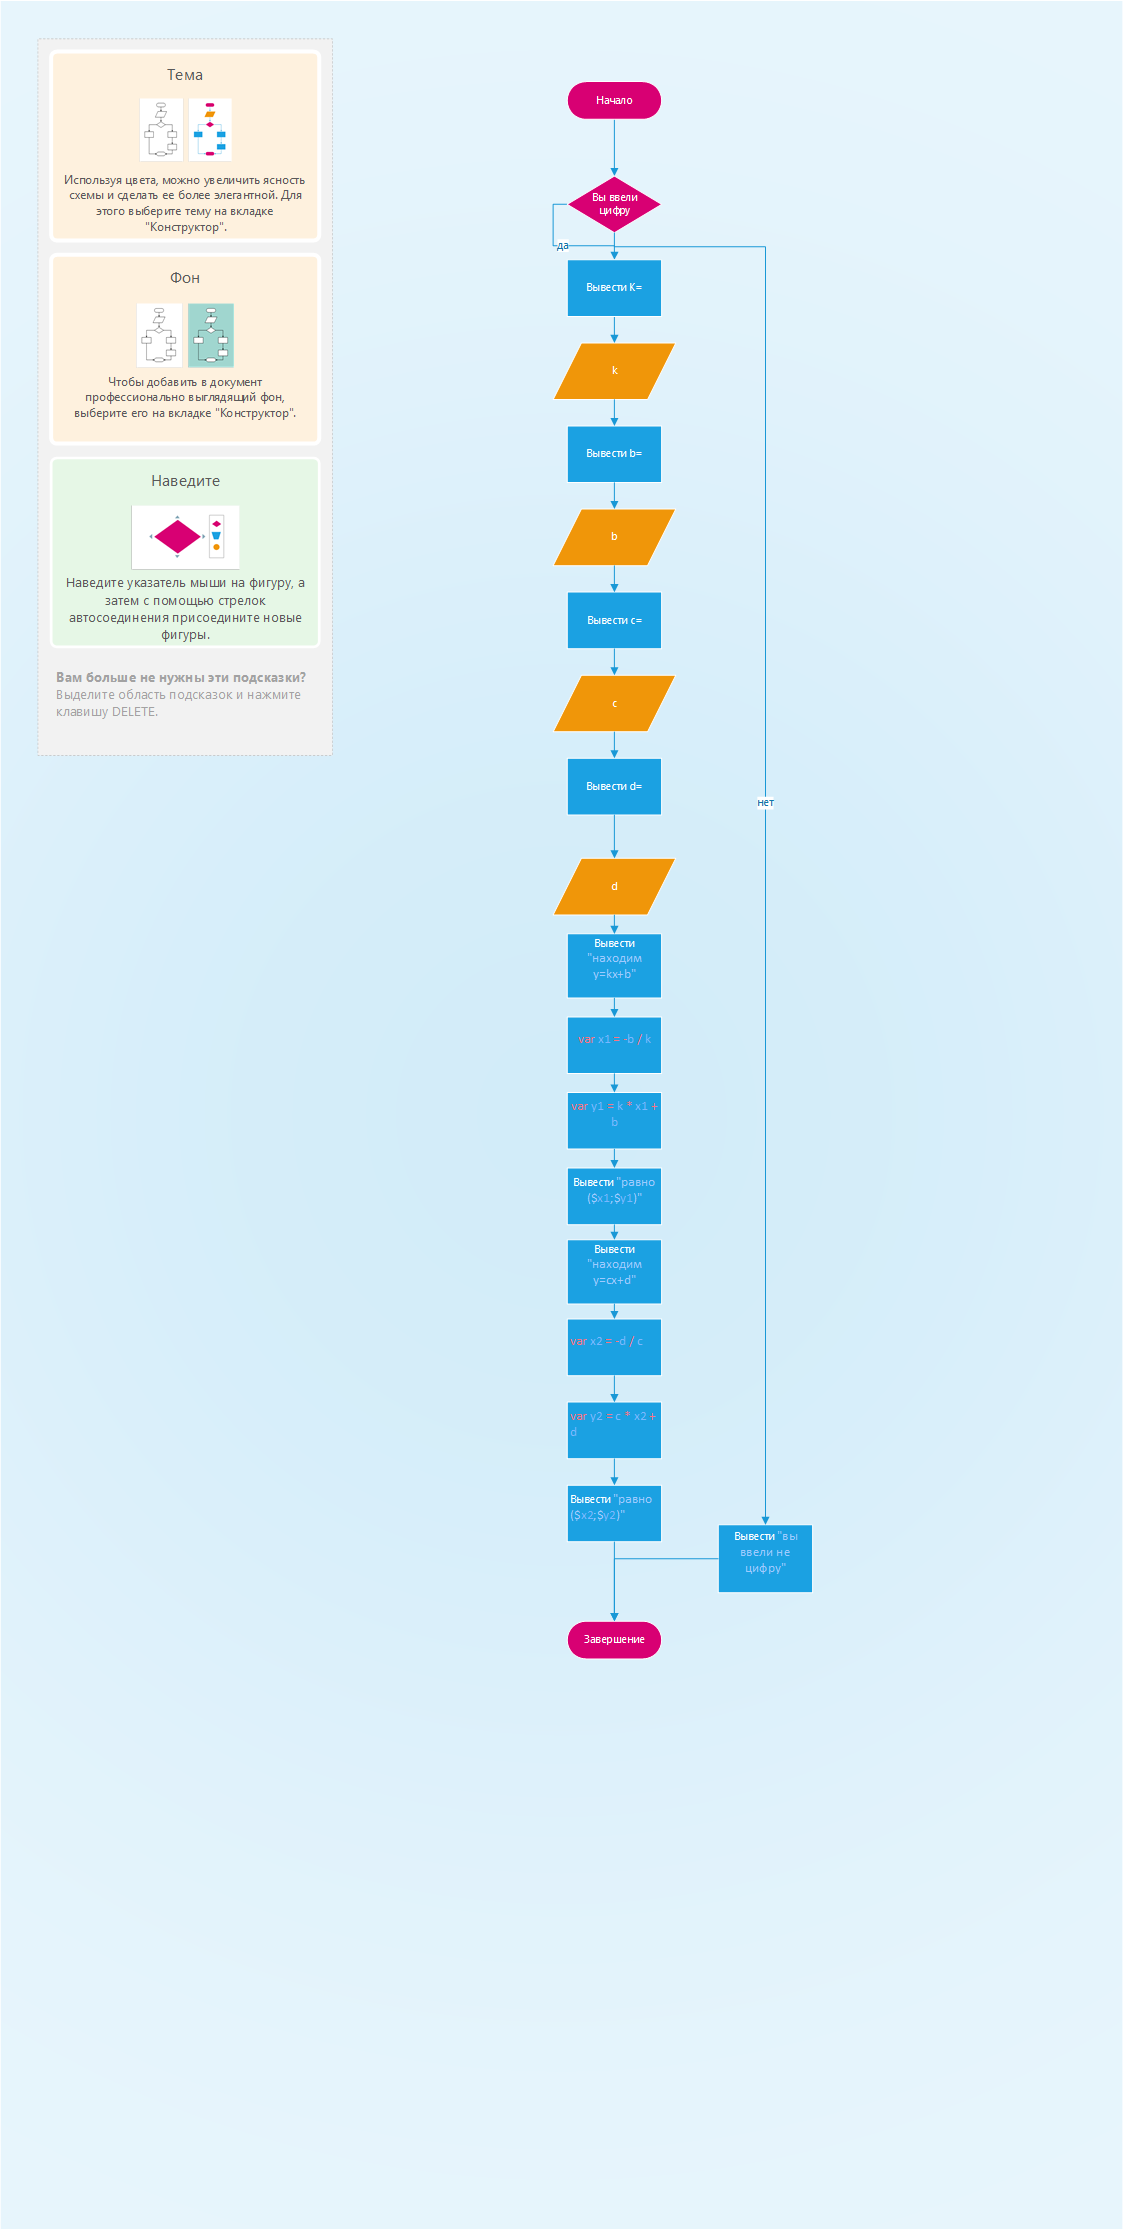 Тема
Используя цвета, можно увеличить ясность
схемы и сделать ее более элегантной. Для
этого выберите тему на вкладке
"Конструктор".
Фон
Чтобы добавить в документ
профессионально выглядящий фон,
выберите его на вкладке "Конструктор".
Наведите
Наведите указатель мыши на фигуру, а
затем с помощью стрелок
автосоединения присоедините новые
фигуры.
Вам больше не нужны эти подсказки?
Выделите область подсказок и нажмите
клавишу DELETE.
Начало
Вы ввели
цифру
да
Вывести K=
k
Вывести b=
b
Вывести c=
c
Вывести d=
нет
d
Вывести
"находим
y=kx+b"
var x1 = -b / k
var y1 = k * x1 +
b
Вывести "равно
($x1;$y1)"
Вывести
"находим
y=cx+d"
var x2 = -d / c
var y2 = c * x2 +
d
Вывести "равно
($x2;$y2)"
Вывести "вы
ввели не
цифру"
Завершение